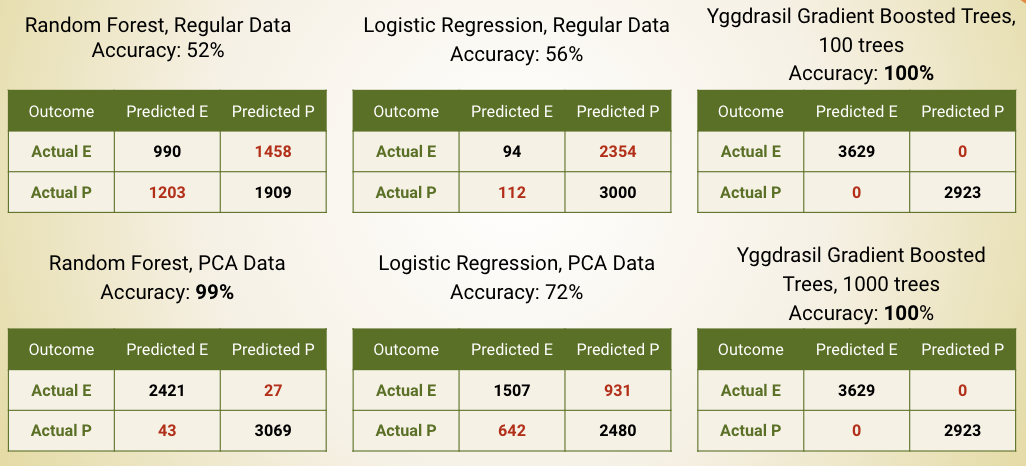 Random Forest, Regular Data
Accuracy: 52%
Outcome Predicted E Predicted P
Actual E 990 1458
Actual P 1203 1909
Logistic Regression, Regular Data
Accuracy: 56%
Outcome Predicted E Predicted P
Actual E 94 2354
Actual P 112 3000
Yggdrasil Gradient Boosted Trees,
100 trees
Accuracy: 100%
Outcome Predicted E Predicted P
Actual E 3629 0
Actual P 0 2923
Random Forest, PCA Data
Accuracy: 99%
Outcome Predicted E Predicted P
Actual E 2421 27
Actual P 43 3069
Logistic Regression, PCA Data
Accuracy: 72%
Outcome Predicted E Predicted P
Actual E 1507 931
Actual P 642 2480
Yggdrasil Gradient Boosted
Trees, 1000 trees
Accuracy: 100%
Outcome Predicted E Predicted P
Actual E 3629 0
Actual P 0 2923